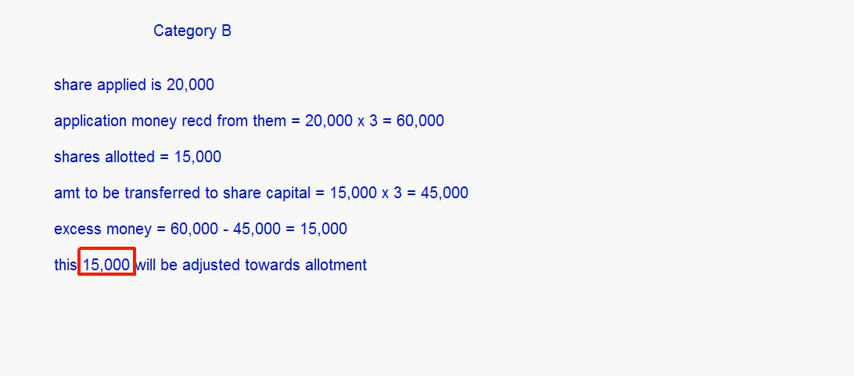 Category B
share applied is 20,000
application money recd from them = 20,000 x 3 = 60,000
shares allotted = 15,000
amt to be transferred to share capital = 15,000 x 3 = 45,000
excess money = 60,000 - 45,000 = 15,000
this 15,000 will be adjusted towards allotment